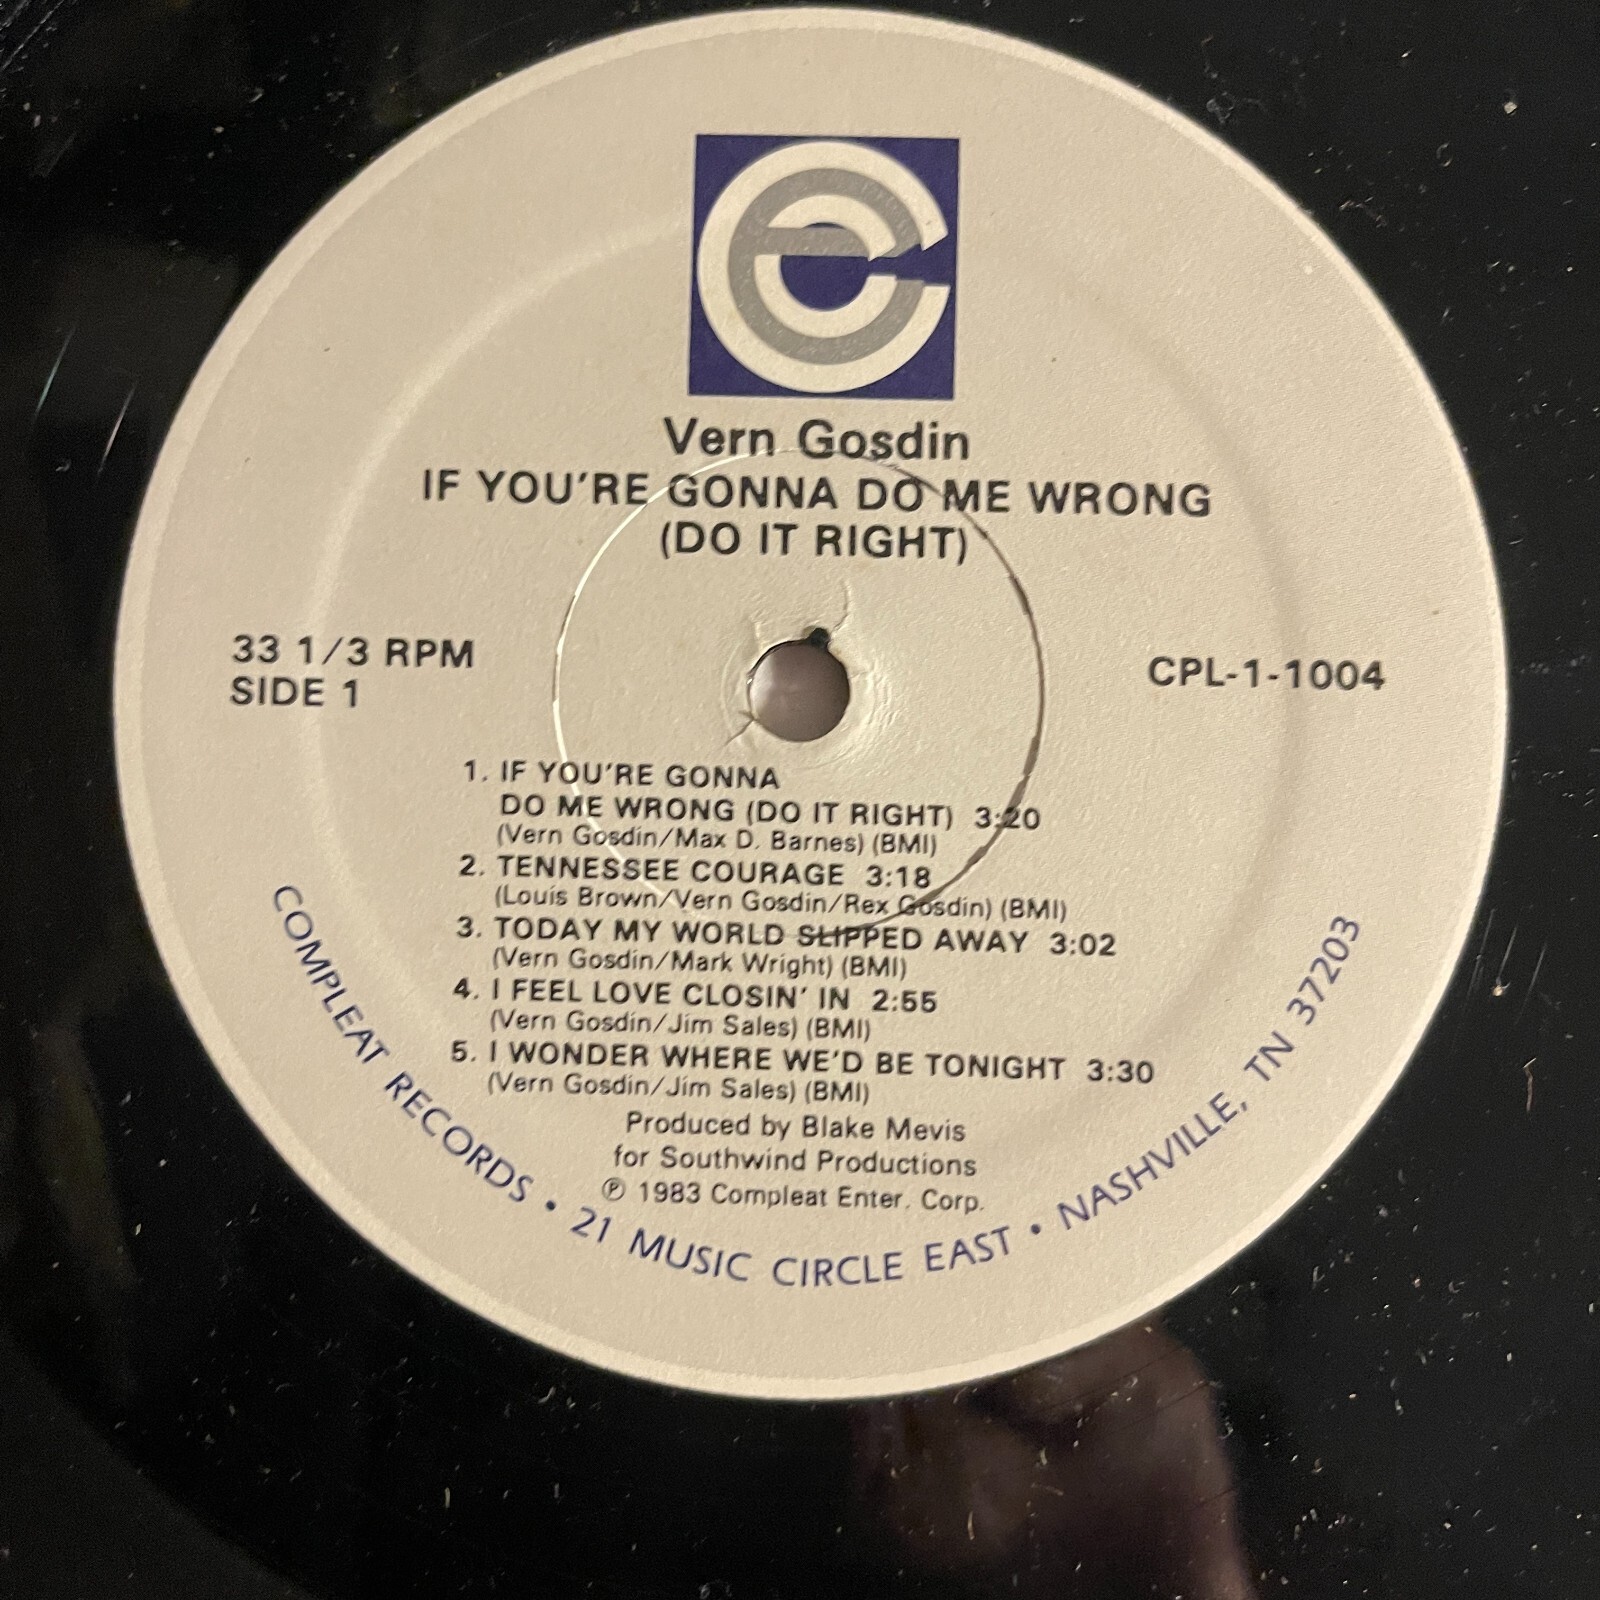 Vern Gosdin
IF YOU'RE GONNA DO ME WRONG
(DO IT RIGHT)
33 1/3 RPM
SIDE 1
CPL-1-1004
1. IF YOU'RE GONNA
DO ME WRONG (DO IT RIGHT) 3:20
(Vern Gosdin/Max D. Barnes) (BMI)
2. TENNESSEE COURAGE 3:18
(Louis Brown/Vern Gosdin/Rex Gosdin) (BMI)
3. TODAY MY WORLD SLIPPED AWAY 3:02
(Vern Gosdin/Mark Wright) (BMI)
4. I FEEL LOVE CLOSIN' IN 2:55
(Vern Gosdin/Jim Sales) (BMI)
5. I WONDER WHERE WE'D BE TONIGHT 3:30
(Vern Gosdin/Jim Sales) (BMI)
Produced by Blake Mevis
for Southwind Productions
℗ 1983 Compleat Enter. Corp.
COMPLEAT RECORDS • 21 MUSIC CIRCLE EAST • NASHVILLE, TN 37203